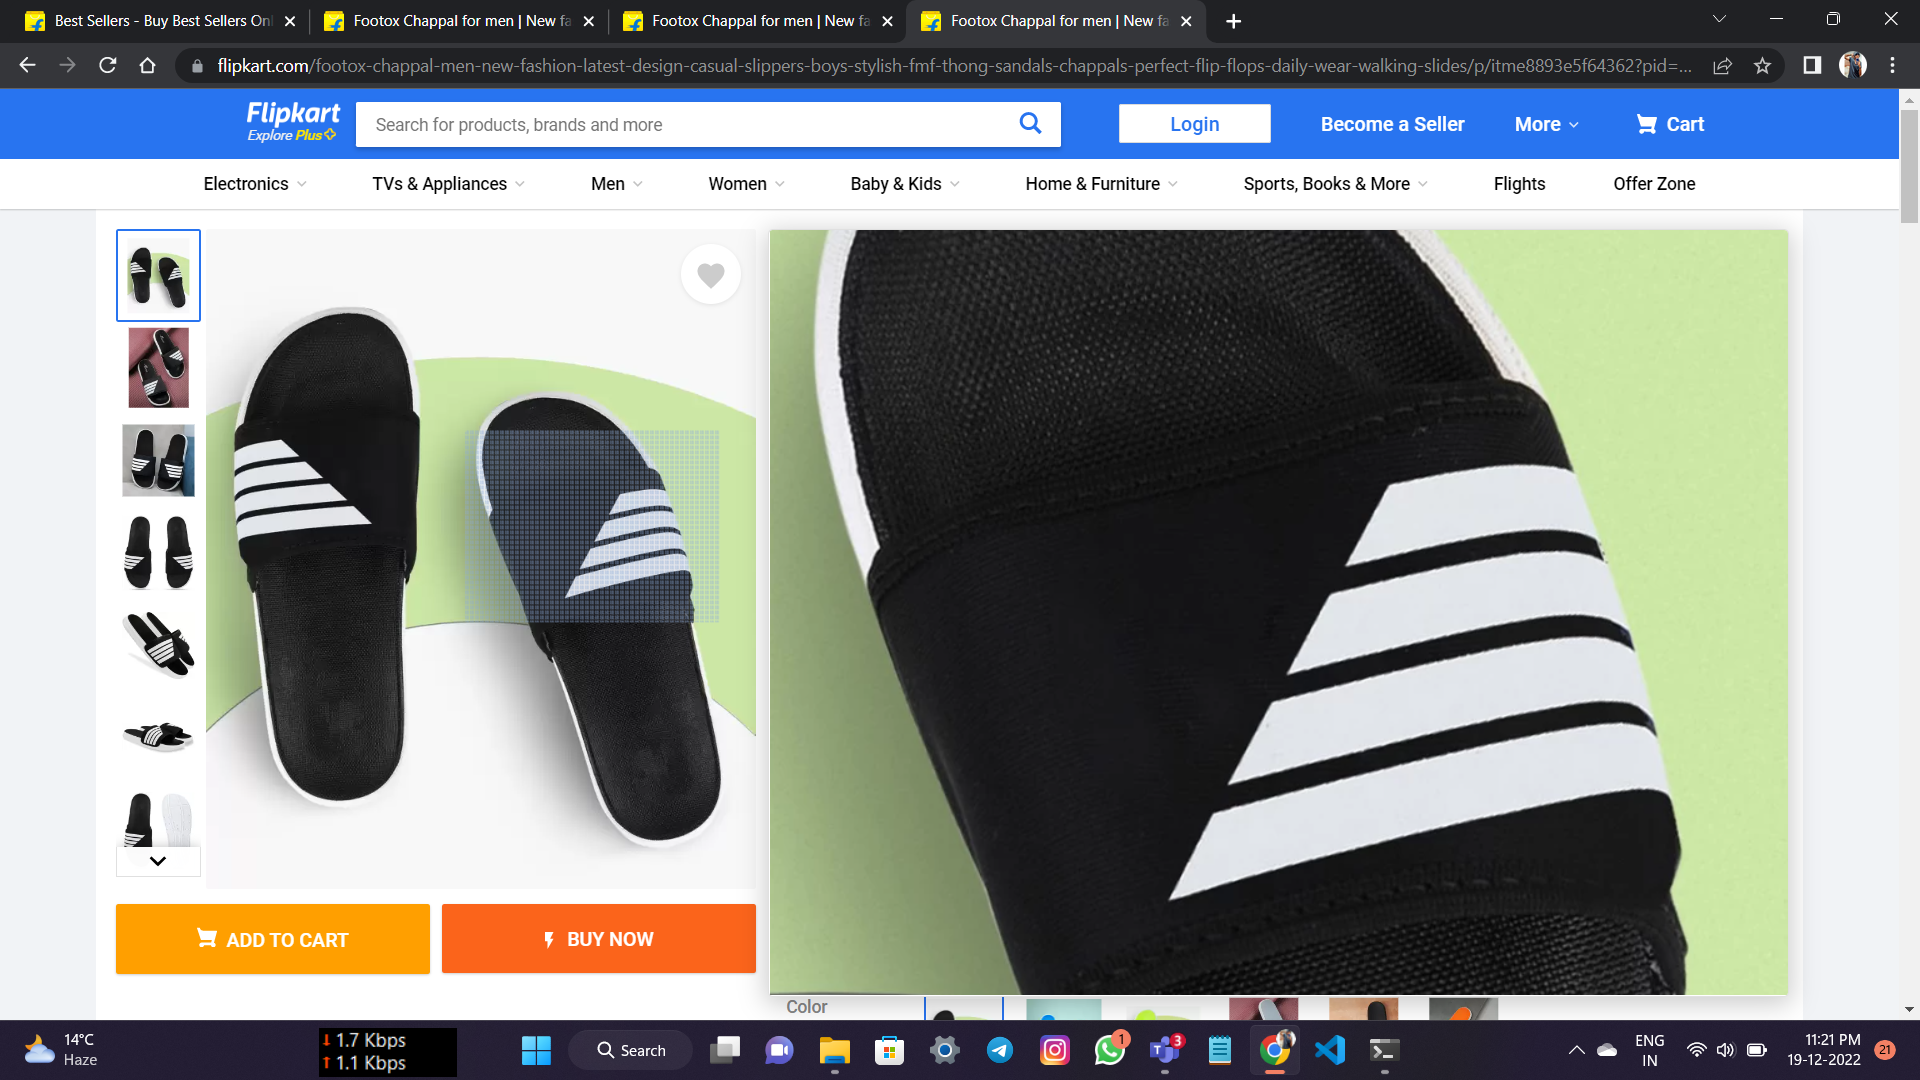 Best Sellers - Buy Best Sellers Onl
Footox Chappal for men | New fa
Footox Chappal for men | New fa
Footox Chappal for men | New fa
flipkart.com/footox-chappal-men-new-fashion-latest-design-casual-slippers-boys-stylish-fmf-thong-sandals-chappals-perfect-flip-flops-daily-wear-walking-slides/p/itme8893e5f64362?pid=...
Flipkart
Explore Plus
Search for products, brands and more
Login
Become a Seller
More
Cart
Electronics
TVs & Appliances
Men
Women
Baby & Kids
Home & Furniture
Sports, Books & More
Flights
Offer Zone
ADD TO CART
BUY NOW
Color
14°C
Haze
1.7 Kbps
1.1 Kbps
Search
1
3
ENG
IN
11:21 PM
19-12-2022
21